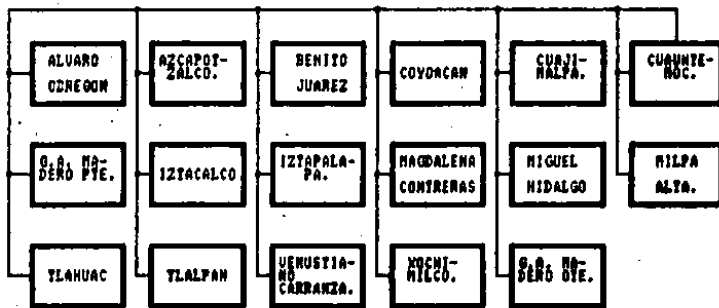 ALVARO
OBREGON
AZCAPOT-
ZALCO.
BENITO
JUAREZ
COYOACAN
CUAJI-
MALPA.
CUAUHTE-
MOC.
G.A. MA-
DERO PTE.
IZTACALCO
IZTAPALA-
PA.
MAGDALENA
CONTRERAS
MIGUEL
HIDALGO
MILPA
ALTA.
TLAHUAC
TLALPAN
VENUSTIA-
NO
CARRANZA.
XOCHI-
MILCO.
G.A. MA-
DERO OTE.